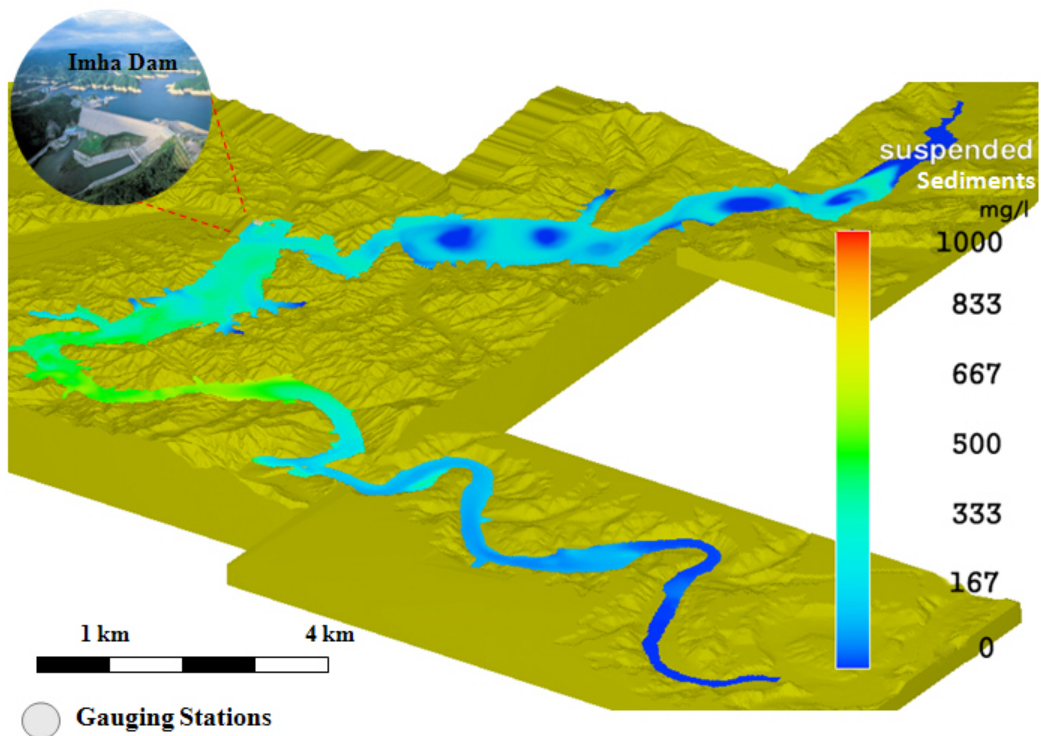 Imha Dam
suspended
Sediments
mg/l
1000
833
667
500
333
167
0
1 km 4 km
Gauging Stations